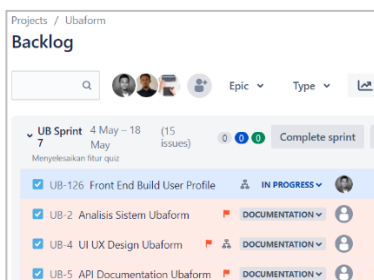 Projects / Ubaform
Backlog
Epic Type
UB Sprint 7 4 May – 18 May (15 issues) 0 0 0 Complete sprint
Menyelesaikan fitur quiz
UB-126 Front End Build User Profile IN PROGRESS
UB-2 Analisis Sistem Ubaform DOCUMENTATION
UB-4 UI UX Design Ubaform DOCUMENTATION
UB-5 API Documentation Ubaform DOCUMENTATION